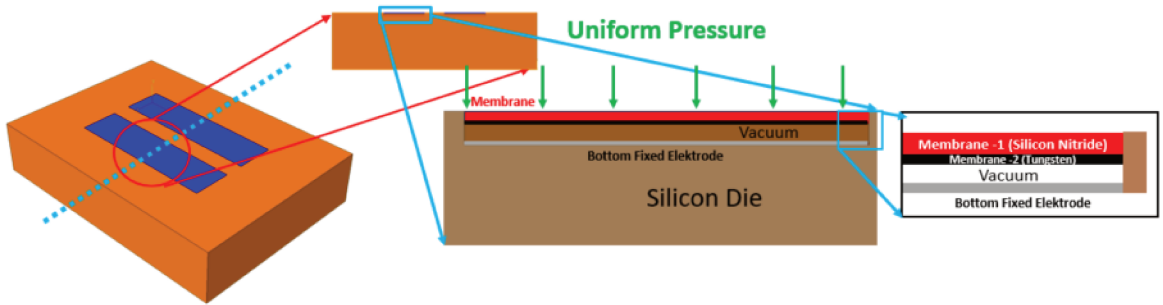 Uniform Pressure
Membrane
Vacuum
Bottom Fixed Elektrode
Silicon Die
Membrane -1 (Silicon Nitride)
Membrane -2 (Tungsten)
Vacuum
Bottom Fixed Elektrode